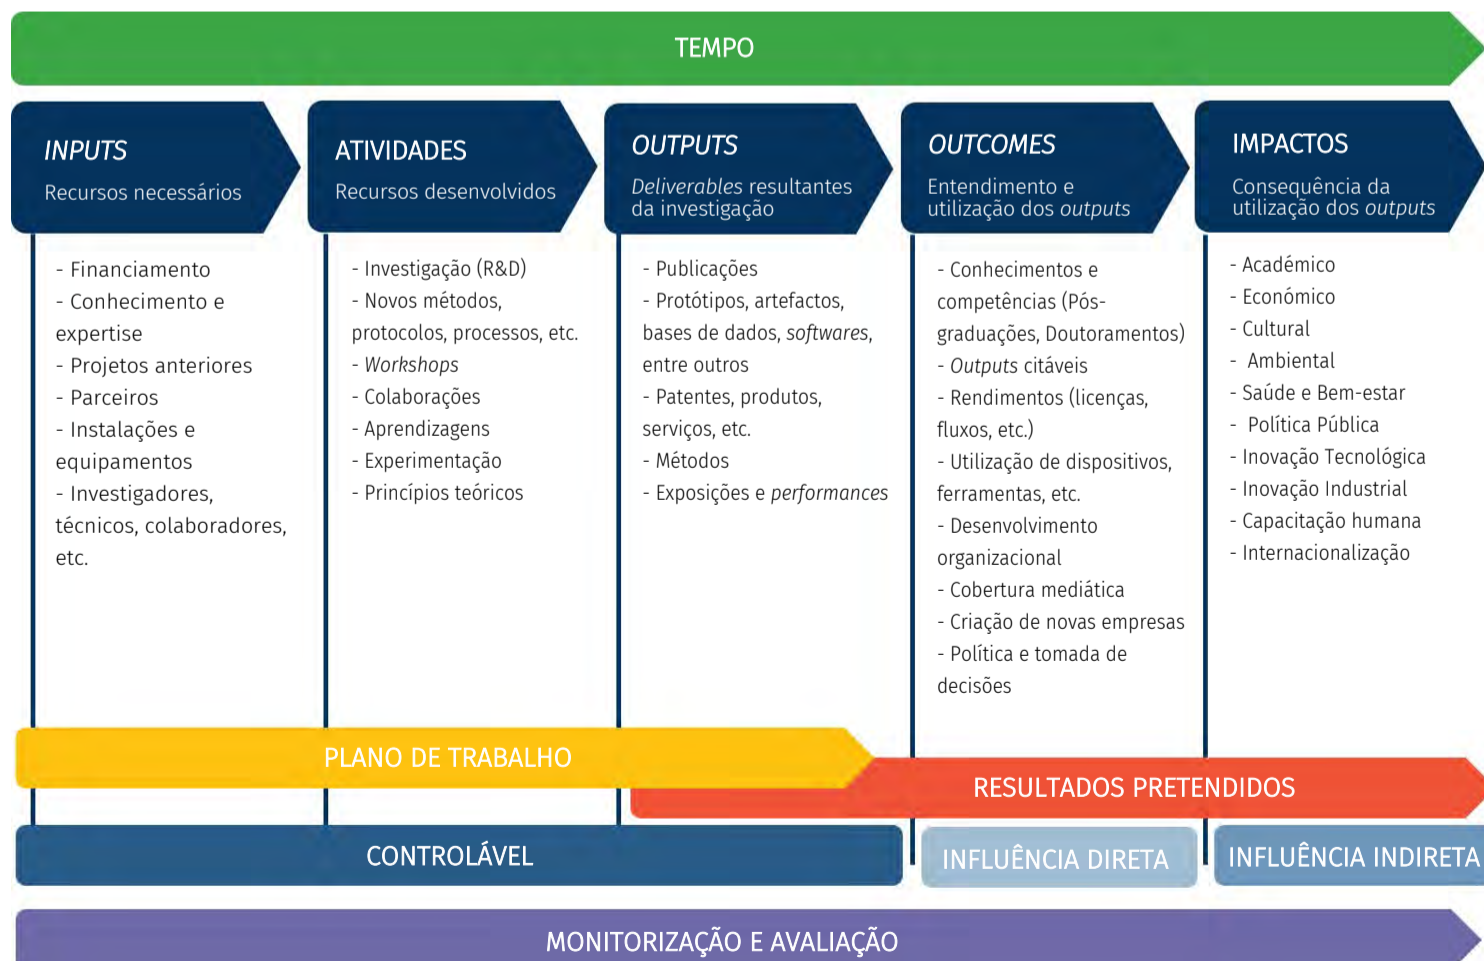 TEMPO
INPUTS
Recursos necessários
- Financiamento
- Conhecimento e
expertise
- Projetos anteriores
- Parceiros
- Instalações e
equipamentos
- Investigadores,
técnicos, colaboradores,
etc.
ATIVIDADES
Recursos desenvolvidos
- Investigação (R&D)
- Novos métodos,
protocolos, processos, etc.
- Workshops
- Colaborações
- Aprendizagens
- Experimentação
- Princípios teóricos
OUTPUTS
Deliverables resultantes
da investigação
- Publicações
- Protótipos, artefactos,
bases de dados, softwares,
entre outros
- Patentes, produtos,
serviços, etc.
- Métodos
- Exposições e performances
OUTCOMES
Entendimento e
utilização dos outputs
- Conhecimentos e
competências (Pós-
graduações, Doutoramentos)
- Outputs citáveis
- Rendimentos (licenças,
fluxos, etc.)
- Utilização de dispositivos,
ferramentas, etc.
- Desenvolvimento
organizacional
- Cobertura mediática
- Criação de novas empresas
- Política e tomada de
decisões
IMPACTOS
Consequência da
utilização dos outputs
- Académico
- Económico
- Cultural
- Ambiental
- Saúde e Bem-estar
- Política Pública
- Inovação Tecnológica
- Inovação Industrial
- Capacitação humana
- Internacionalização
PLANO DE TRABALHO
RESULTADOS PRETENDIDOS
CONTROLÁVEL
INFLUÊNCIA DIRETA
INFLUÊNCIA INDIRETA
MONITORIZAÇÃO E AVALIAÇÃO